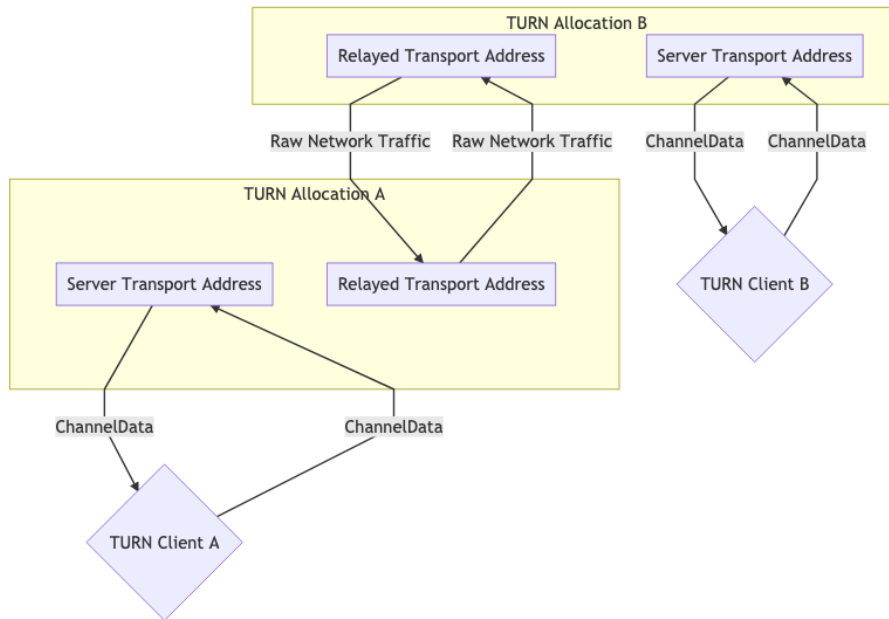 TURN Allocation B
Relayed Transport Address
Server Transport Address
Raw Network Traffic
Raw Network Traffic
ChannelData
ChannelData
TURN Allocation A
Server Transport Address
Relayed Transport Address
TURN Client B
ChannelData
ChannelData
TURN Client A